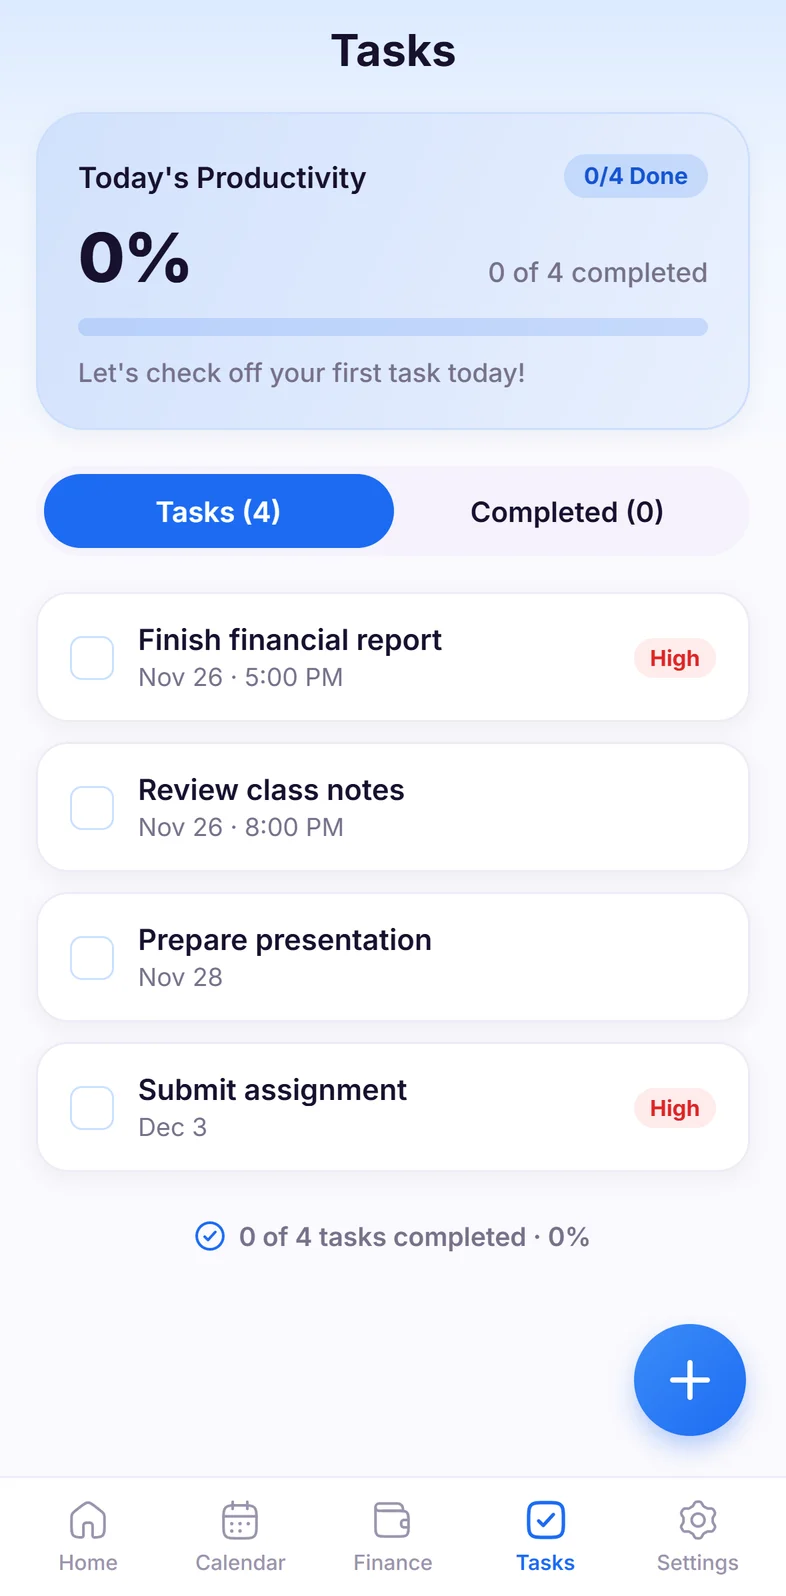 Tasks
Today's Productivity
0/4 Done
0%
0 of 4 completed
Let's check off your first task today!
Tasks (4)
Completed (0)
Finish financial report
Nov 26 · 5:00 PM
High
Review class notes
Nov 26 · 8:00 PM
Prepare presentation
Nov 28
Submit assignment
Dec 3
High
0 of 4 tasks completed · 0%
Home
Calendar
Finance
Tasks
Settings